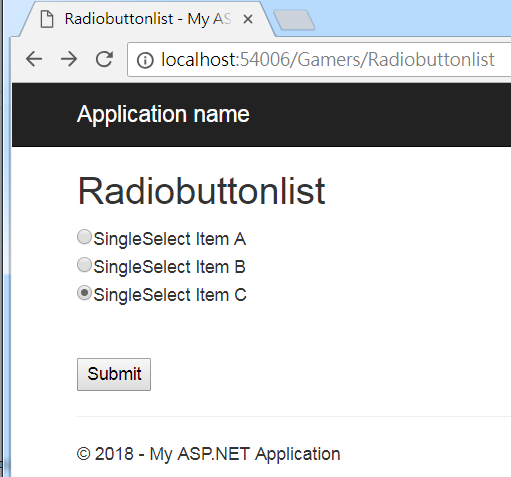 Radiobuttonlist - My AS
localhost:54006/Gamers/Radiobuttonlist
Application name
Radiobuttonlist
SingleSelect Item A
SingleSelect Item B
SingleSelect Item C
Submit
© 2018 - My ASP.NET Application